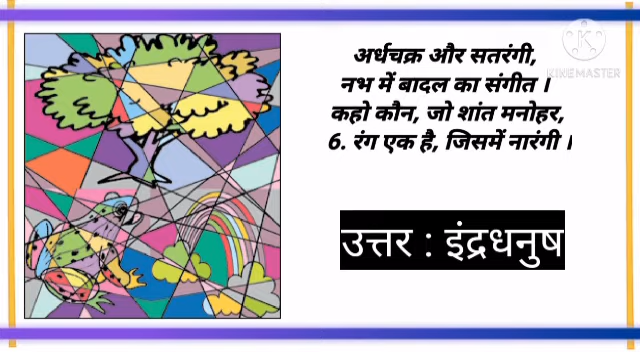 अर्धचक्र और सतरंगी,
नभ में बादल का संगीत ।
कहो कौन, जो शांत मनोहर,
6. रंग एक है, जिसमें नारंगी ।
उत्तर : इंद्रधनुष
KINEMASTER